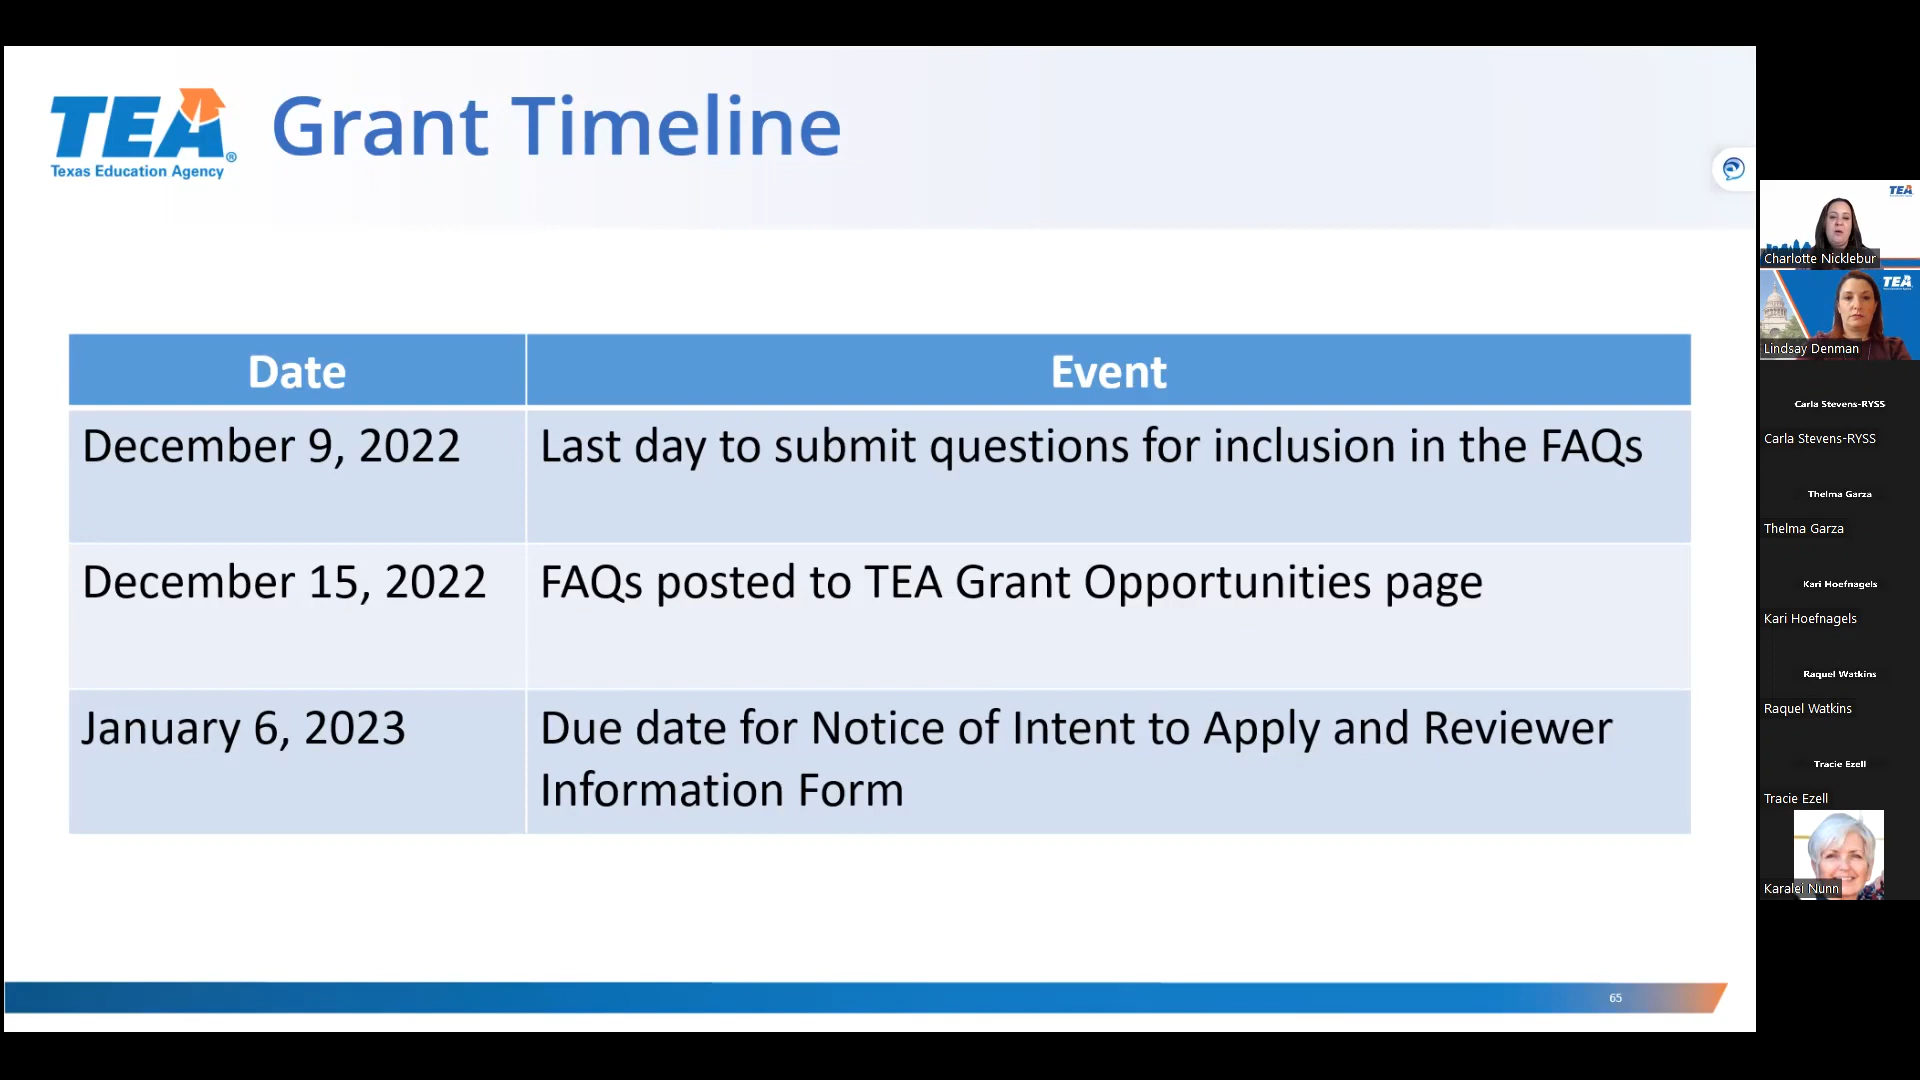 TEA®
Texas Education Agency
Grant Timeline
Date
Event
December 9, 2022
Last day to submit questions for inclusion in the FAQs
December 15, 2022
FAQs posted to TEA Grant Opportunities page
January 6, 2023
Due date for Notice of Intent to Apply and Reviewer
Information Form
65
TEA
Charlotte Nicklebur
TEA
Lindsay Denman
Carla Stevens-RYSS
Carla Stevens-RYSS
Thelma Garza
Thelma Garza
Kari Hoefnagels
Kari Hoefnagels
Raquel Watkins
Raquel Watkins
Tracie Ezell
Tracie Ezell
Karalei Nunn